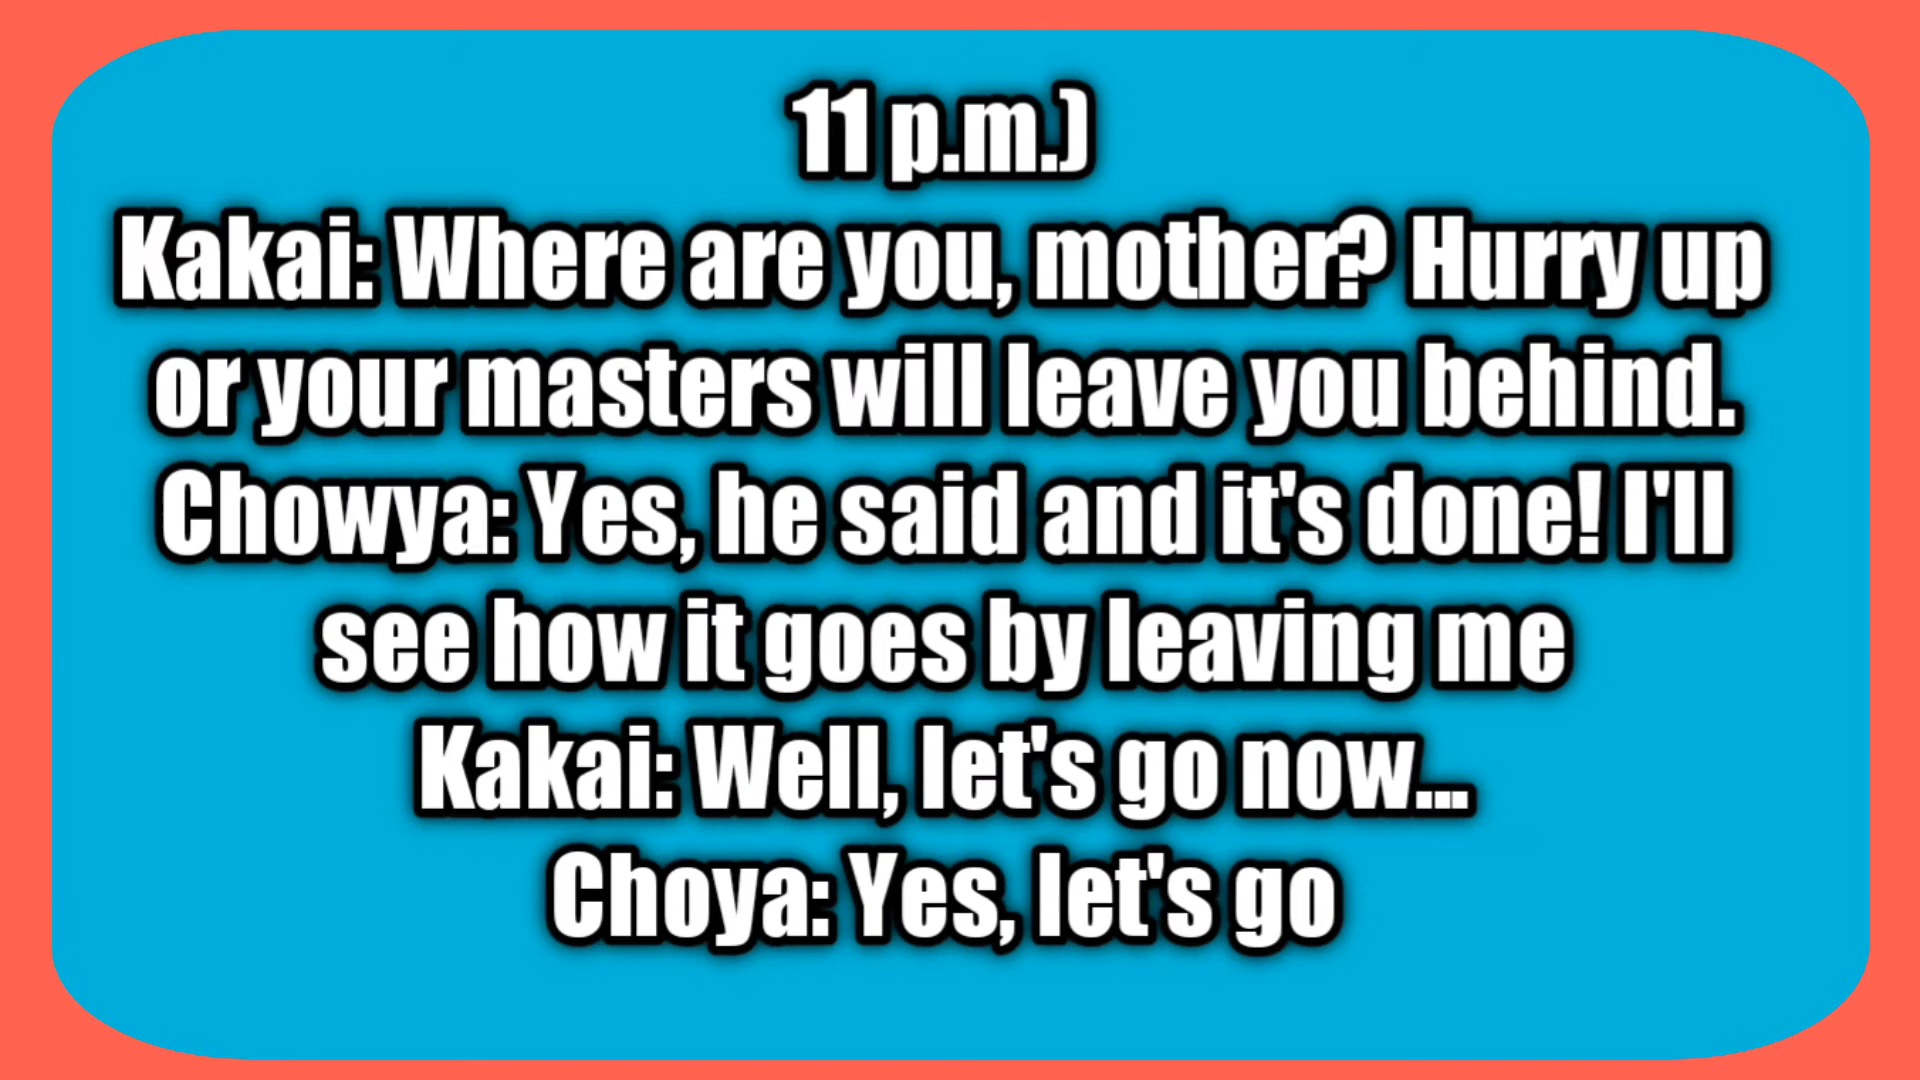 11 p.m.)
Kakai: Where are you, mother? Hurry up
or your masters will leave you behind.
Chowya: Yes, he said and it's done! I'll
see how it goes by leaving me
Kakai: Well, let's go now...
Choya: Yes, let's go